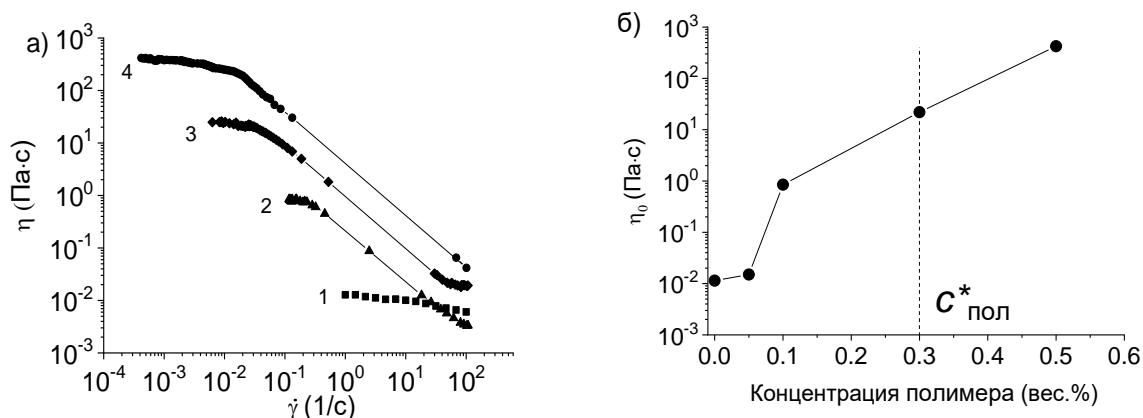 а)
10³
10²
10¹
10⁰
10⁻¹
10⁻²
10⁻³
η (Па·с)
4
3
2
1
10⁻⁴ 10⁻³ 10⁻² 10⁻¹ 10⁰ 10¹ 10²
γ̇ (1/с)
б)
10³
10²
10¹
10⁰
10⁻¹
10⁻²
10⁻³
η₀ (Па·с)
C*пол
0.0 0.1 0.2 0.3 0.4 0.5 0.6
Концентрация полимера (вес.%)